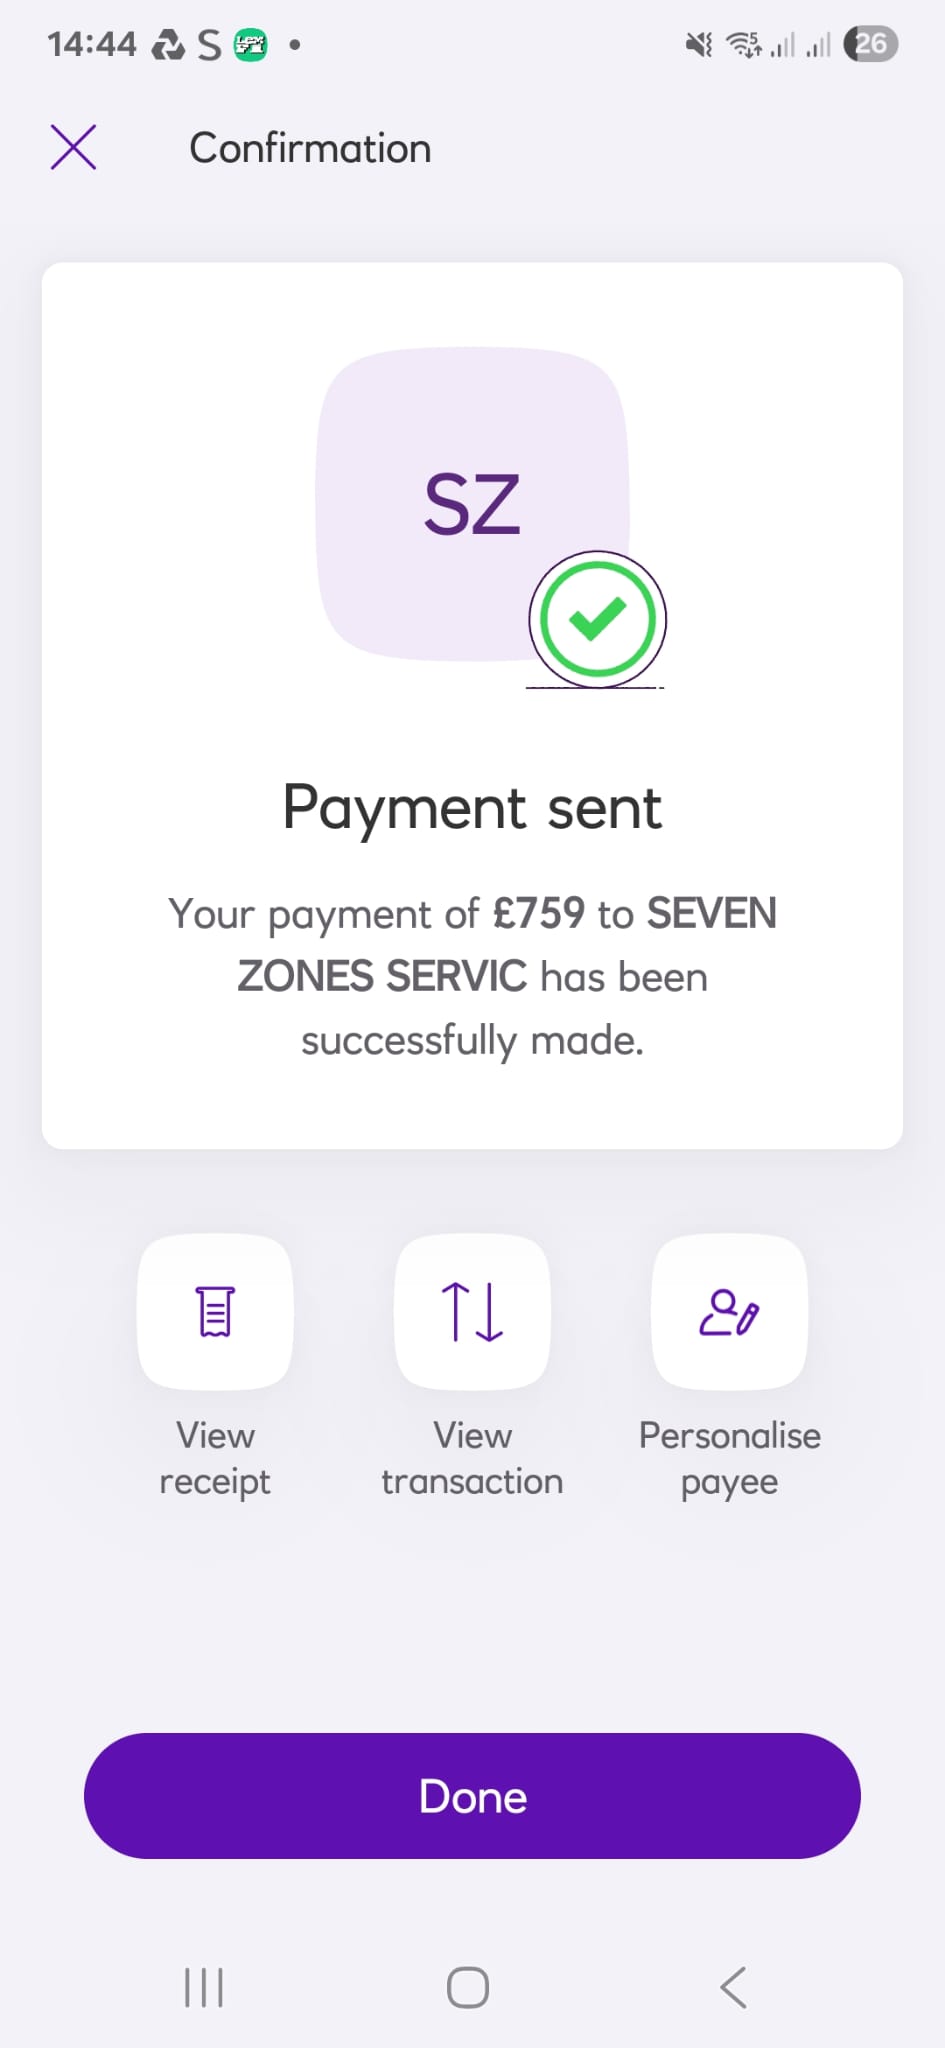 14:44 S
5 26
Confirmation
SZ
Payment sent
Your payment of £759 to SEVEN
ZONES SERVIC has been
successfully made.
View
receipt
View
transaction
Personalise
payee
Done